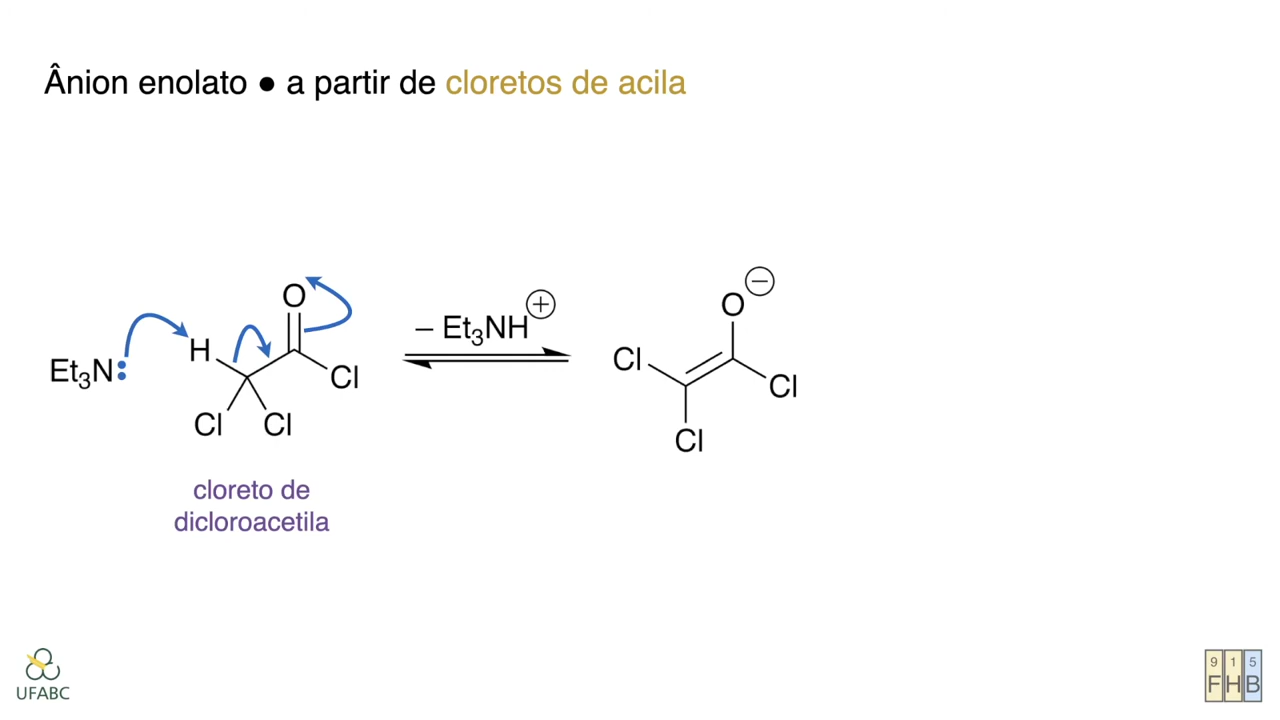 Ânion enolato ● a partir de cloretos de acila
Et₃N:
H
O
Cl
Cl
Cl
– Et₃NH⊕
O⊖
Cl
Cl
Cl
cloreto de
dicloroacetila
UFABC
9 1 5
F H B